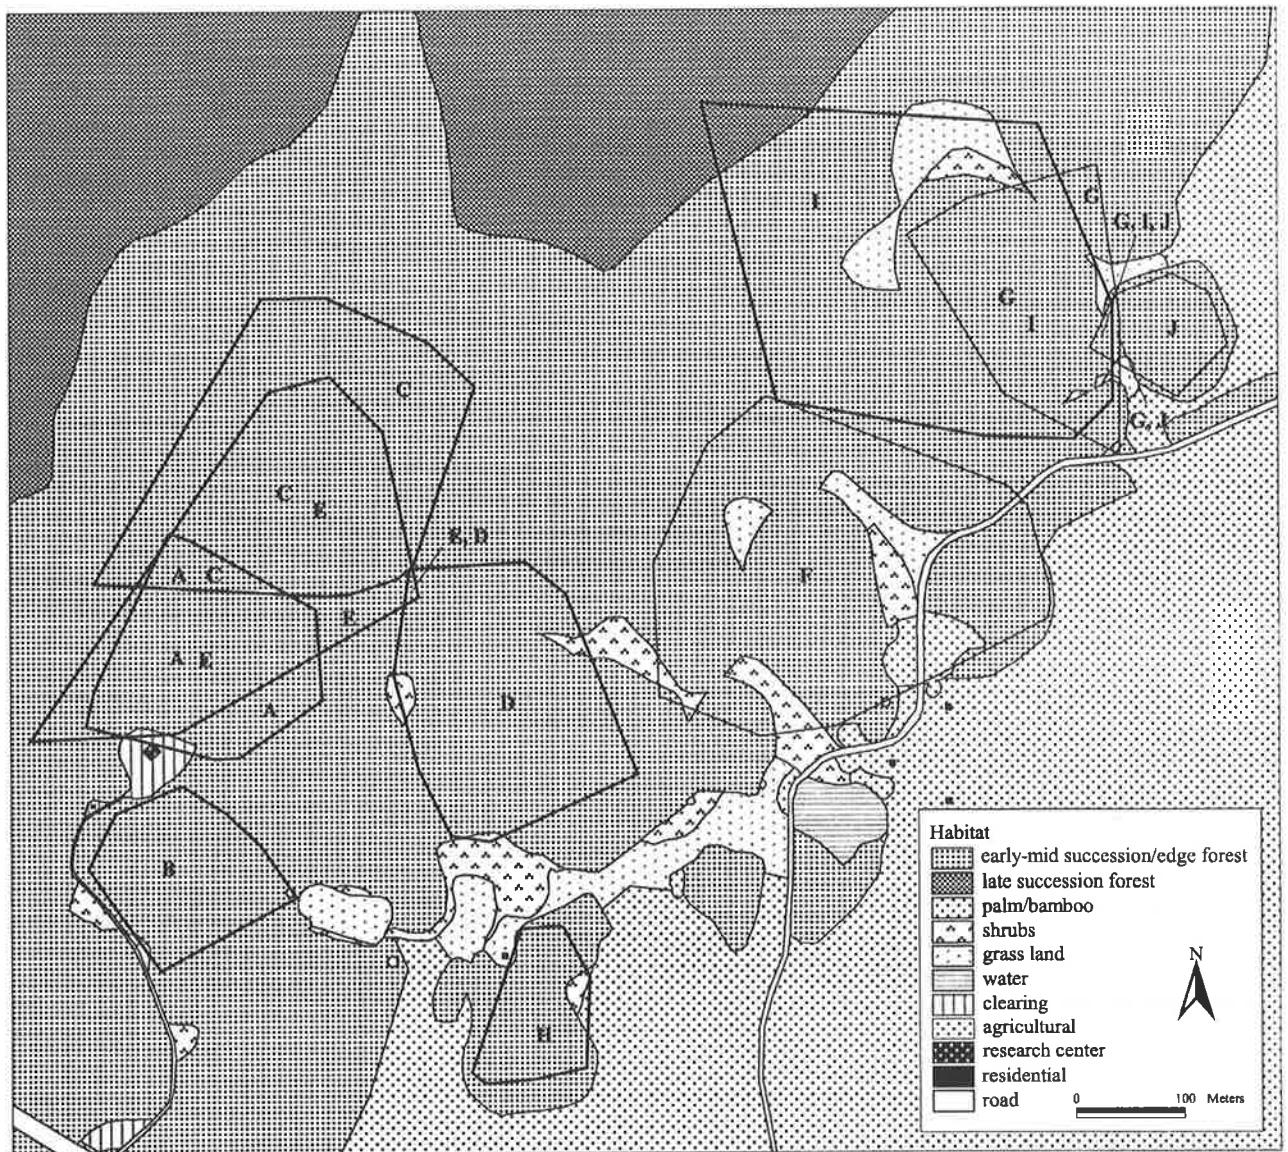 I
G
G, I, J
G
I
J
C
G, J
C
E
E, D
A C
F
E
A E
D
A
B
H
Habitat
early-mid succession/edge forest
late succession forest
palm/bamboo
shrubs
grass land
water
clearing
agricultural
research center
residential
road
N
0 100 Meters